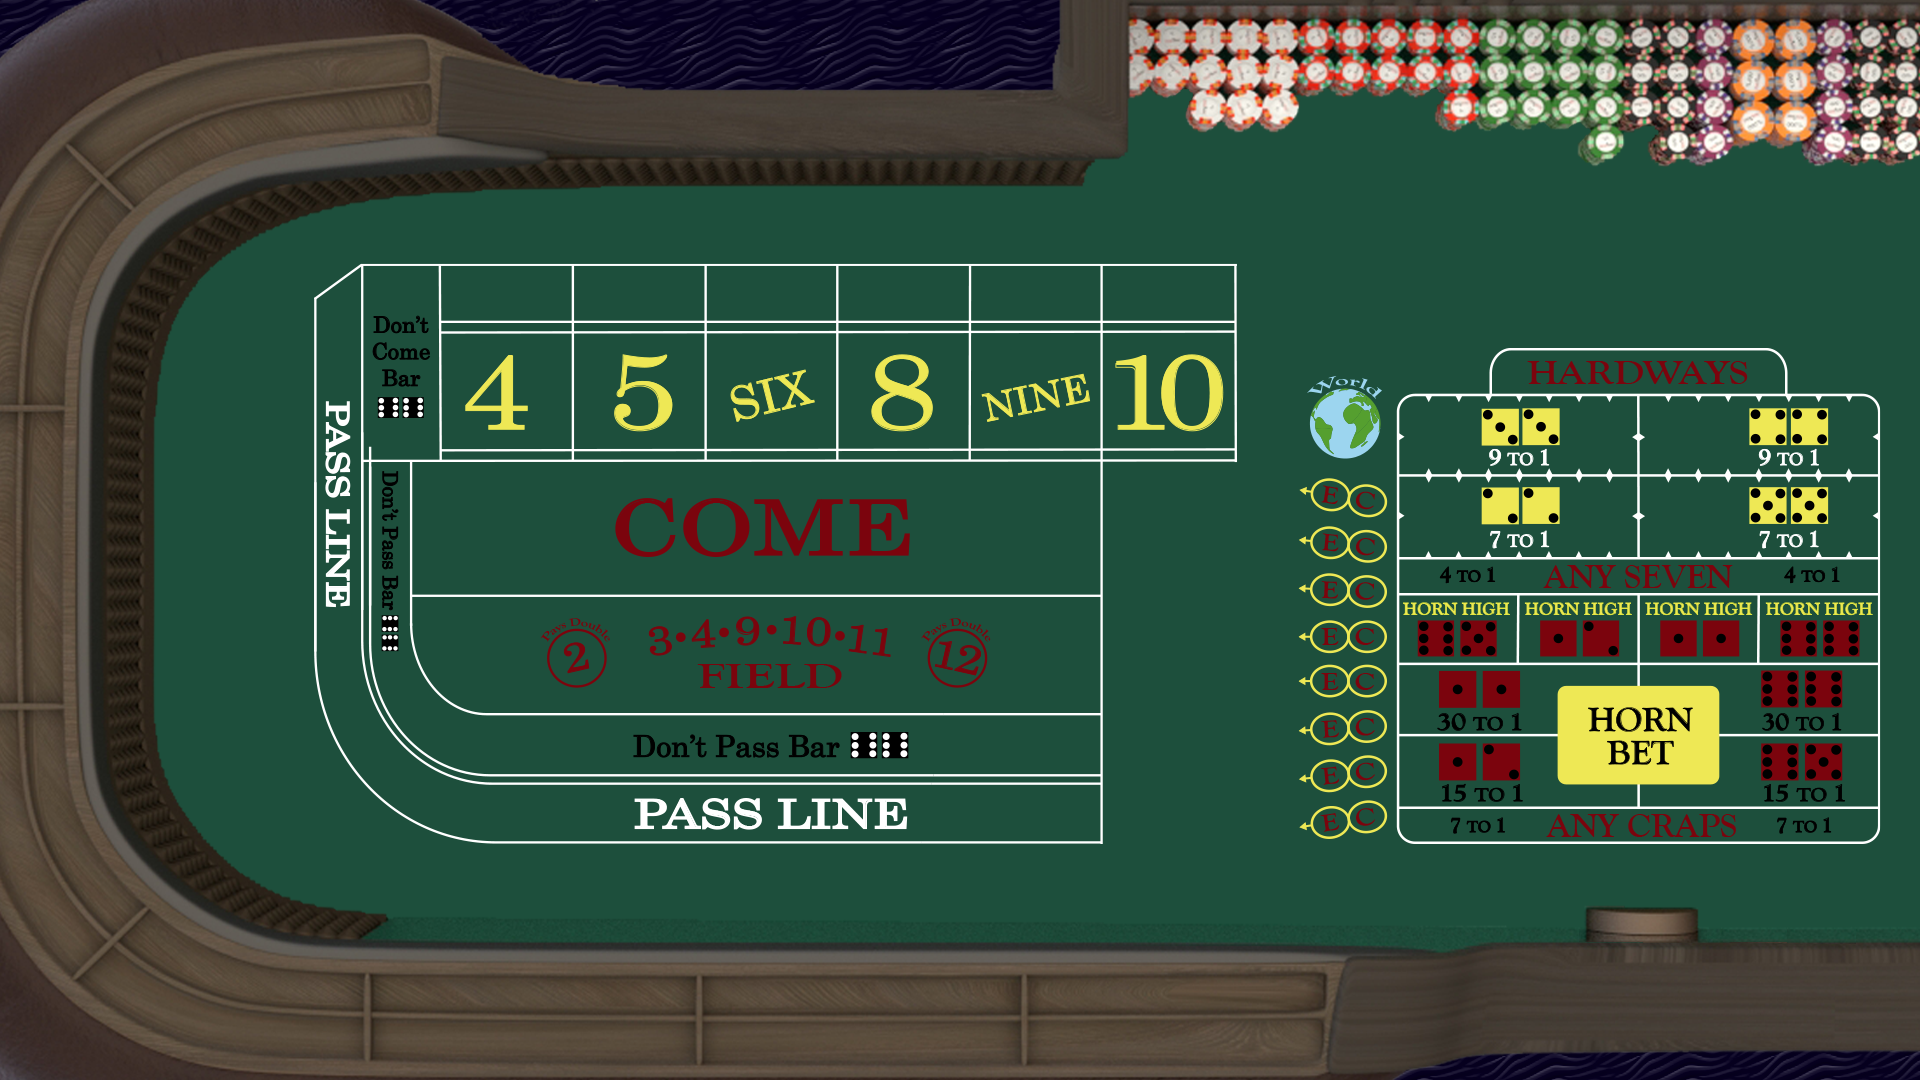 Don't
Come
Bar
4
5
SIX
8
NINE
10
PASS LINE
Don't Pass Bar
COME
Pays Double
2
3•4•9•10•11
FIELD
Pays Double
12
Don't Pass Bar
PASS LINE
World
E C
E C
E C
E C
E C
E C
E C
E C
HARDWAYS
9 TO 1
9 TO 1
7 TO 1
7 TO 1
4 TO 1 ANY SEVEN 4 TO 1
HORN HIGH HORN HIGH HORN HIGH HORN HIGH
30 TO 1
30 TO 1
HORN
BET
15 TO 1
15 TO 1
7 TO 1 ANY CRAPS 7 TO 1